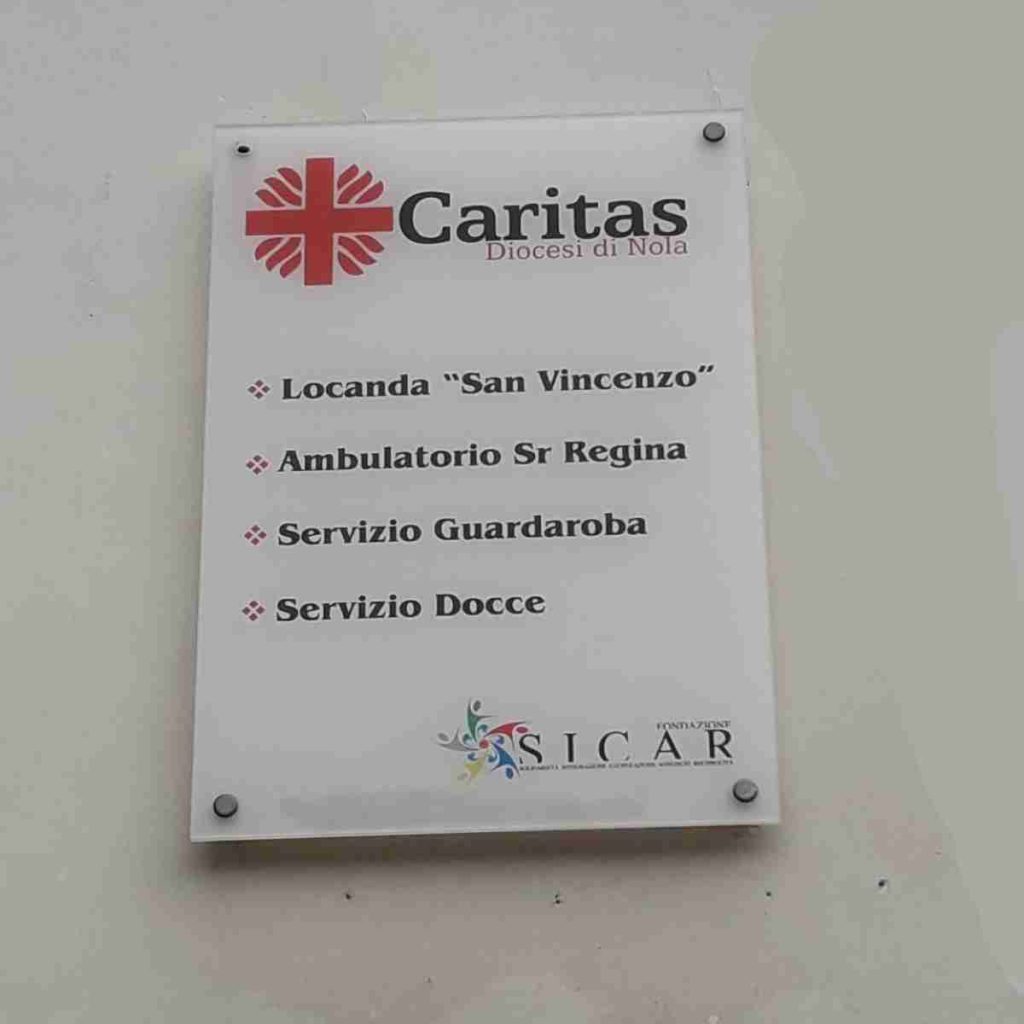 Caritas
Diocesi di Nola
Locanda “San Vincenzo”
Ambulatorio Sr Regina
Servizio Guardaroba
Servizio Docce
FONDAZIONE
SICAR